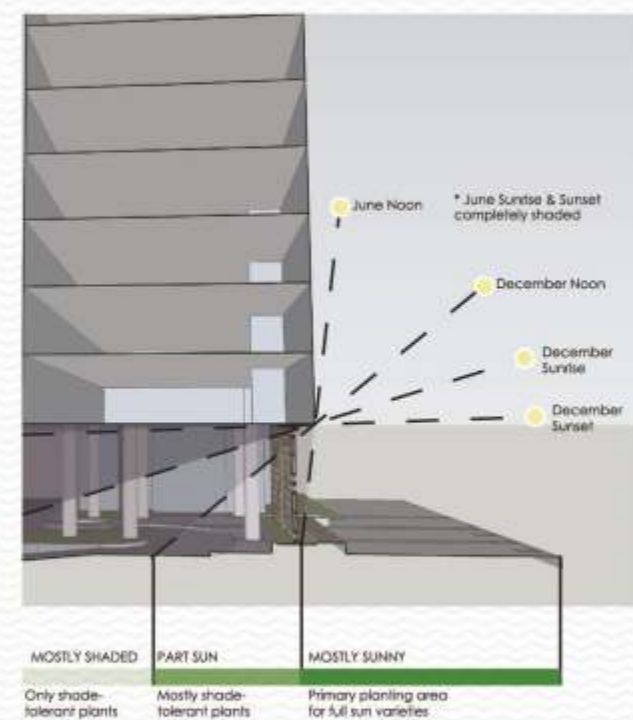 June Noon
* June Sunrise & Sunset
completely shaded
December Noon
December
Sunrise
December
Sunset
MOSTLY SHADED
PART SUN
MOSTLY SUNNY
Only shade-
tolerant plants
Mostly shade-
tolerant plants
Primary planting area
for full sun varieties